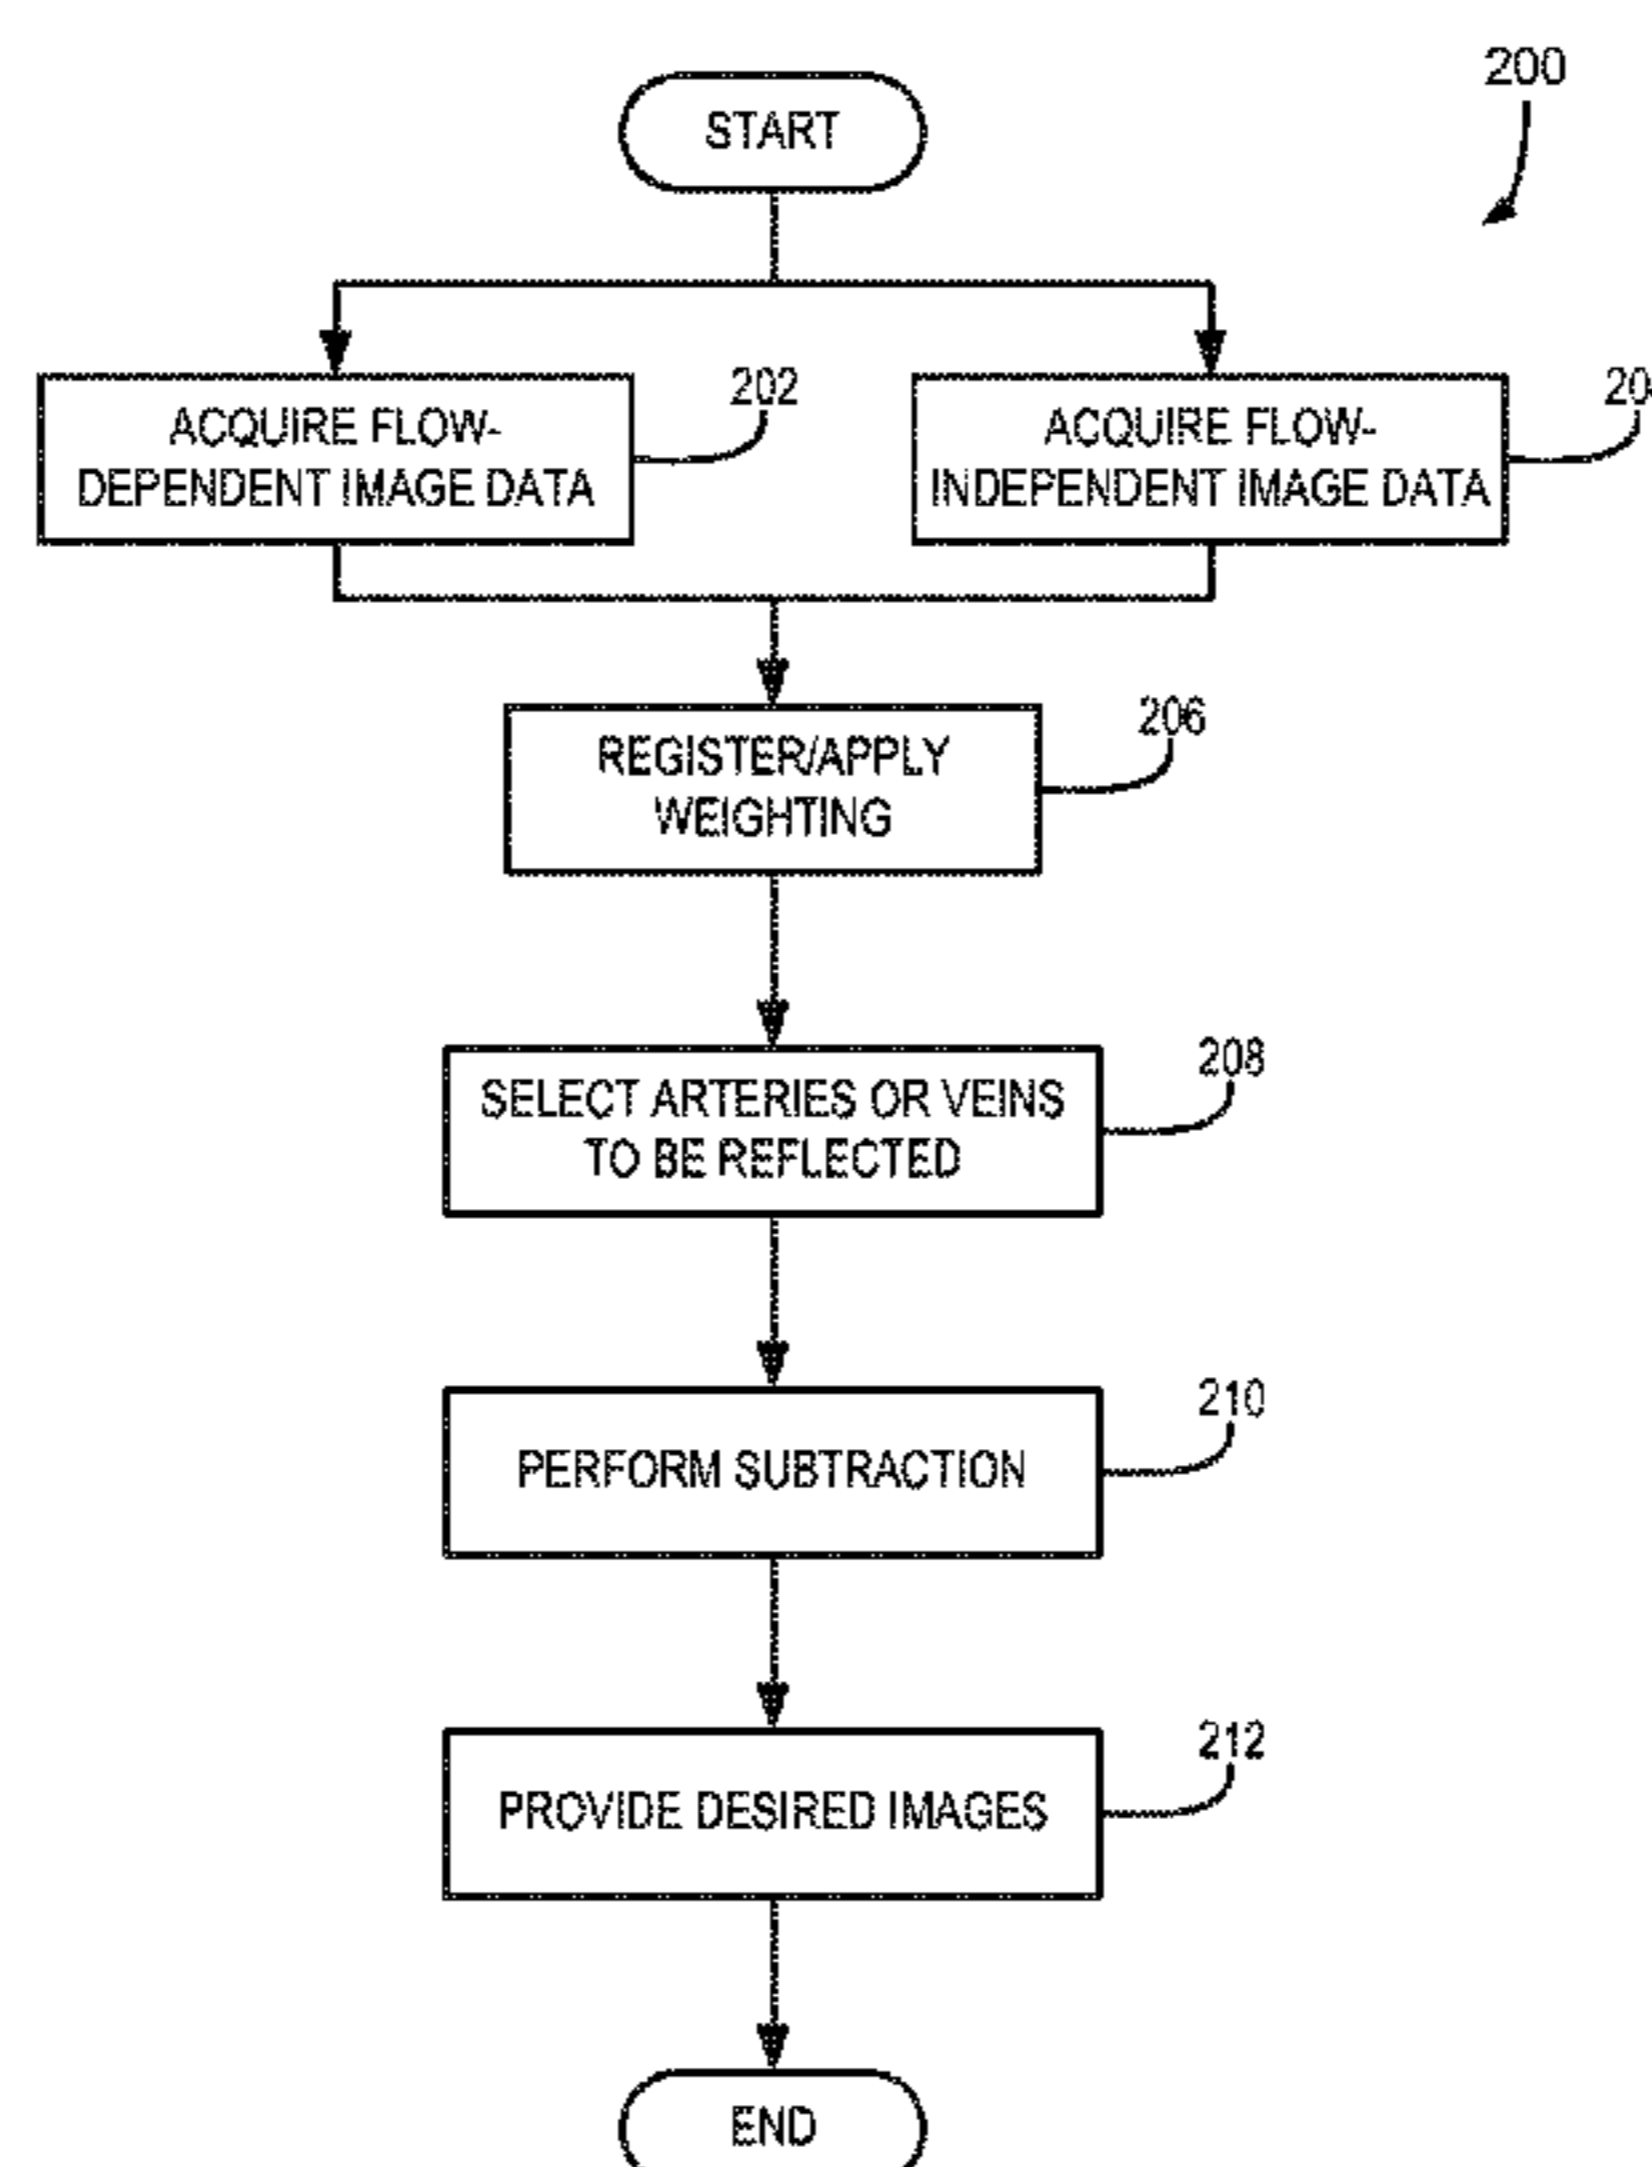 200
START
202
ACQUIRE FLOW-
DEPENDENT IMAGE DATA
ACQUIRE FLOW-
INDEPENDENT IMAGE DATA
206
REGISTER/APPLY
WEIGHTING
208
SELECT ARTERIES OR VEINS
TO BE REFLECTED
210
PERFORM SUBTRACTION
212
PROVIDE DESIRED IMAGES
END